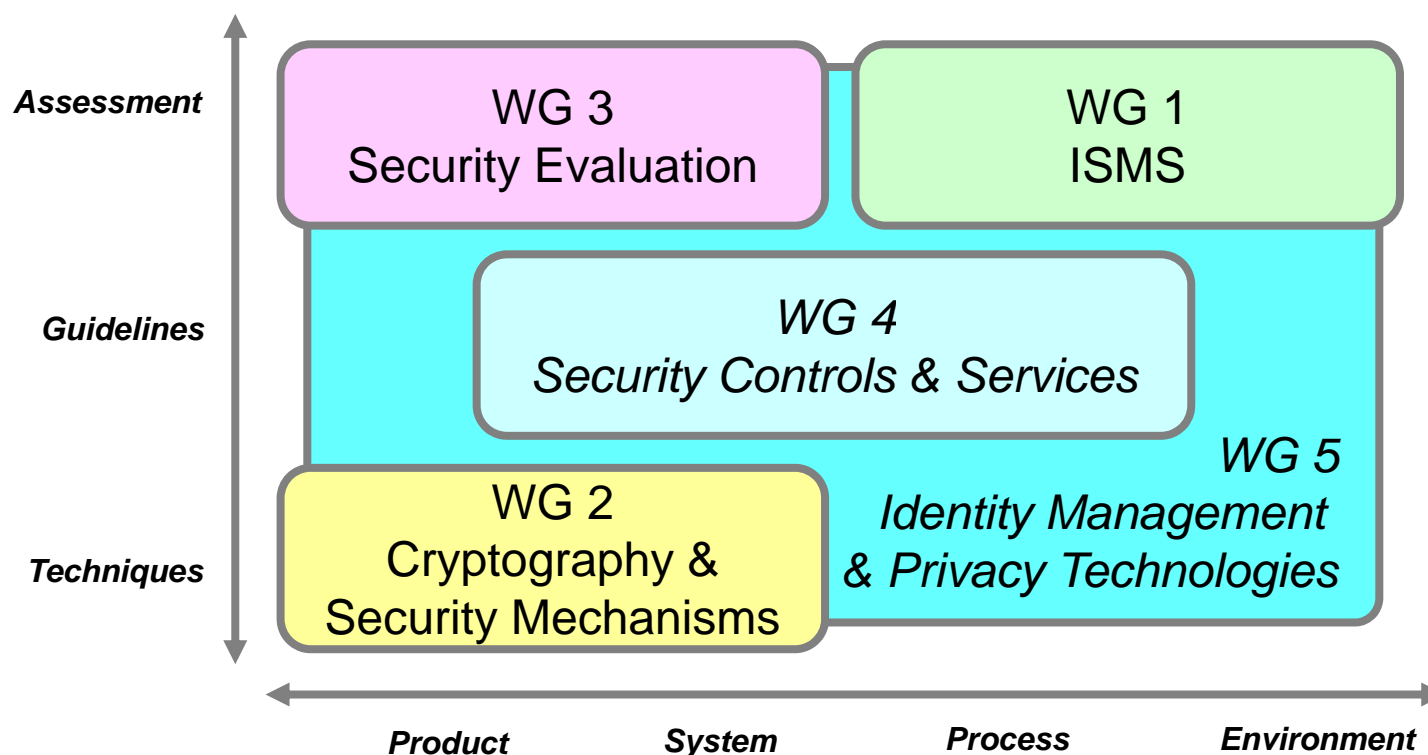 Assessment
WG 3
Security Evaluation
WG 1
ISMS
Guidelines
WG 4
Security Controls & Services
WG 5
Identity Management
& Privacy Technologies
Techniques
WG 2
Cryptography &
Security Mechanisms
Product
System
Process
Environment